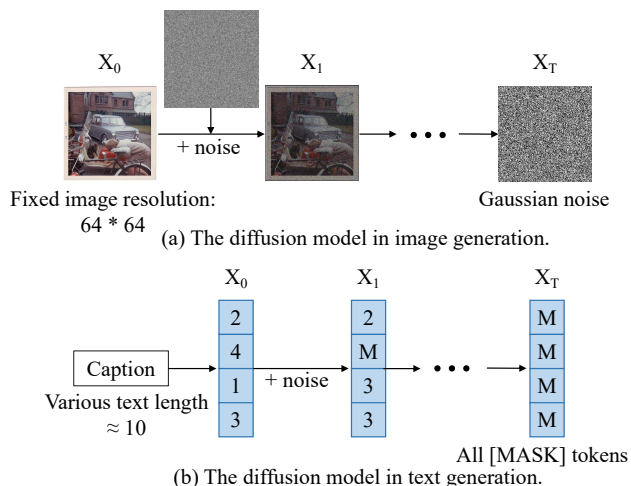 X0 X1 XT
+ noise
Fixed image resolution:
64 * 64
Gaussian noise
(a) The diffusion model in image generation.
X0 X1 XT
2 2 M
4 M M
Caption
+ noise
1 3 M
Various text length
≈ 10
3 3 M
All [MASK] tokens
(b) The diffusion model in text generation.